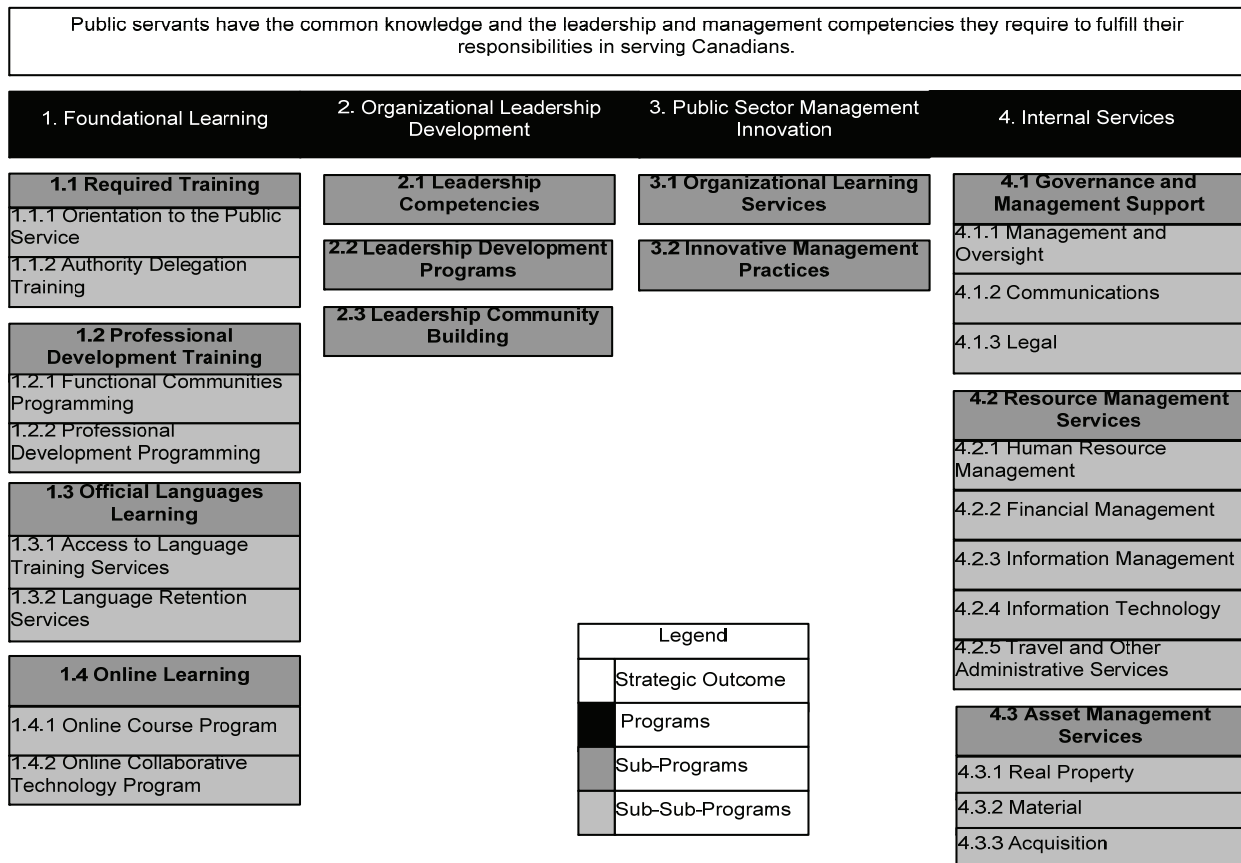 Public servants have the common knowledge and the leadership and management competencies they require to fulfill their
responsibilities in serving Canadians.
1. Foundational Learning
2. Organizational Leadership
Development
3. Public Sector Management
Innovation
4. Internal Services
1.1 Required Training
1.1.1 Orientation to the Public
Service
1.1.2 Authority Delegation
Training
1.2 Professional
Development Training
1.2.1 Functional Communities
Programming
1.2.2 Professional
Development Programming
1.3 Official Languages
Learning
1.3.1 Access to Language
Training Services
1.3.2 Language Retention
Services
1.4 Online Learning
1.4.1 Online Course Program
1.4.2 Online Collaborative
Technology Program
2.1 Leadership
Competencies
2.2 Leadership Development
Programs
2.3 Leadership Community
Building
3.1 Organizational Learning
Services
3.2 Innovative Management
Practices
4.1 Governance and
Management Support
4.1.1 Management and
Oversight
4.1.2 Communications
4.1.3 Legal
4.2 Resource Management
Services
4.2.1 Human Resource
Management
4.2.2 Financial Management
4.2.3 Information Management
4.2.4 Information Technology
4.2.5 Travel and Other
Administrative Services
4.3 Asset Management
Services
4.3.1 Real Property
4.3.2 Material
4.3.3 Acquisition
Legend
Strategic Outcome
Programs
Sub-Programs
Sub-Sub-Programs